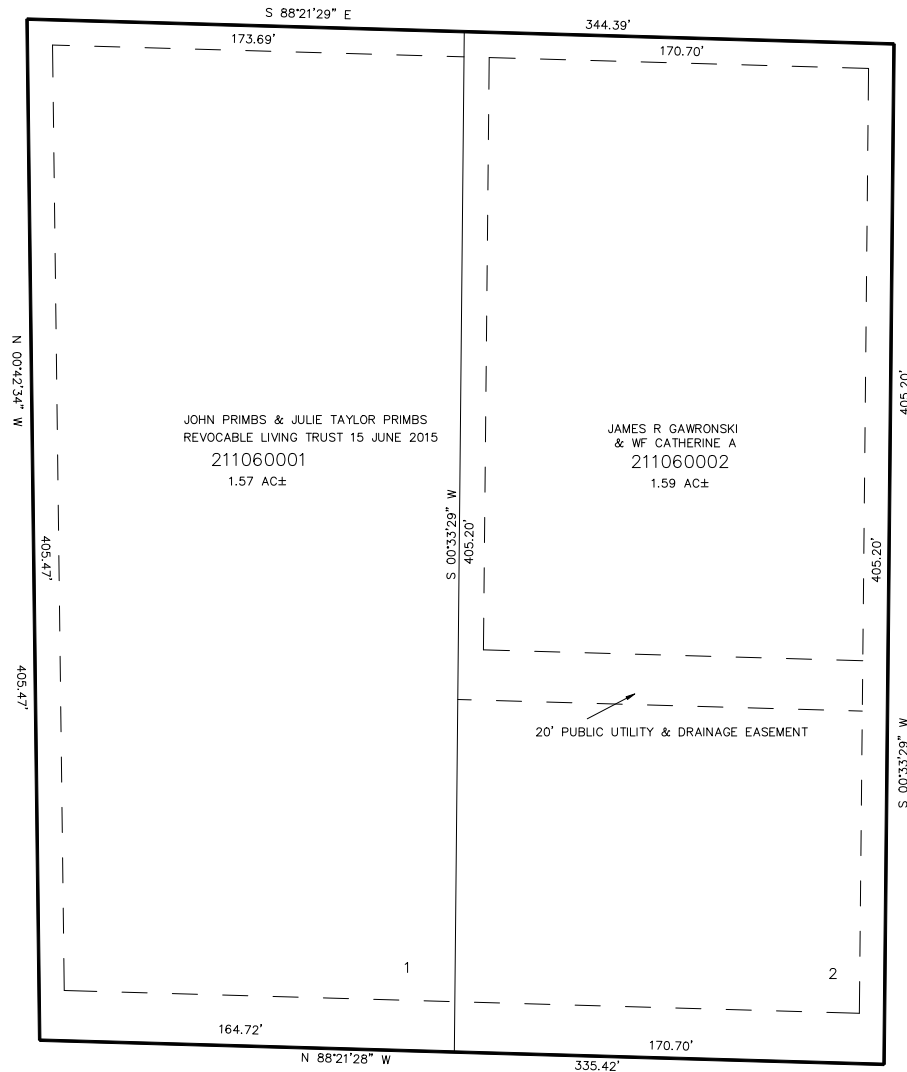 S 88°21'29" E
344.39'
173.69'
170.70'
N 00°42'34" W
405.20'
JOHN PRIMBS & JULIE TAYLOR PRIMBS
REVOCABLE LIVING TRUST 15 JUNE 2015
211060001
1.57 AC±
JAMES R GAWRONSKI
& WF CATHERINE A
211060002
1.59 AC±
S 00°33'29" W
405.20'
405.47'
405.20'
405.47'
20' PUBLIC UTILITY & DRAINAGE EASEMENT
S 00°33'29" W
1
2
164.72'
170.70'
N 88°21'28" W
335.42'